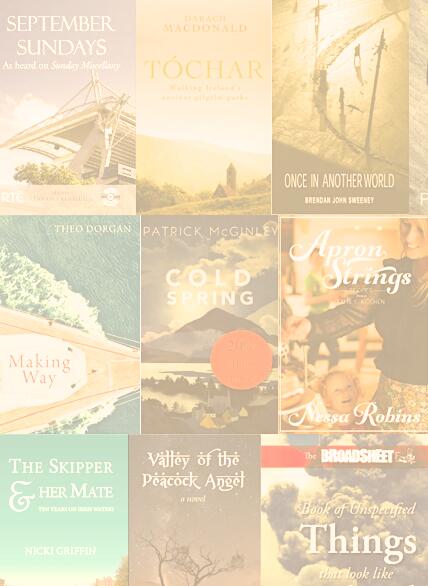 SEPTEMBER
SUNDAYS
As heard on Sunday Miscellany
RTÉ
DARACH
MACDONALD
TÓCHAR
Walking Ireland's
ancient pilgrim paths
ONCE IN ANOTHER WORLD
BRENDAN JOHN SWEENEY
THEO DORGAN
Making
Way
PATRICK McGINLEY
COLD
SPRING
Apron
Strings
RECIPES
Nessa Robins
THE SKIPPER
& HER MATE
TEN YEARS ON IRISH WATERS
NICKI GRIFFIN
Valley of the
Peacock Angel
a novel
The BROADSHEET
Book of Unspecified
Things
that look like